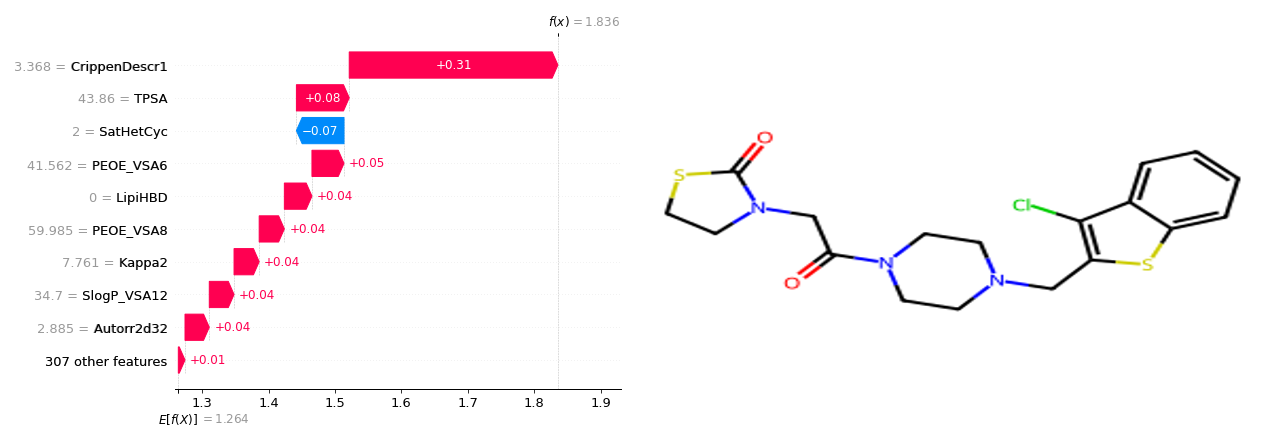 f(x) = 1.836
3.368 = CrippenDescr1
+0.31
43.86 = TPSA
+0.08
2 = SatHetCyc
−0.07
41.562 = PEOE_VSA6
+0.05
0 = LipiHBD
+0.04
59.985 = PEOE_VSA8
+0.04
7.761 = Kappa2
+0.04
34.7 = SlogP_VSA12
+0.04
2.885 = Autorr2d32
+0.04
307 other features
+0.01
1.3 1.4 1.5 1.6 1.7 1.8 1.9
E[f(X)] = 1.264
O
S
N
O
N
N
Cl
S